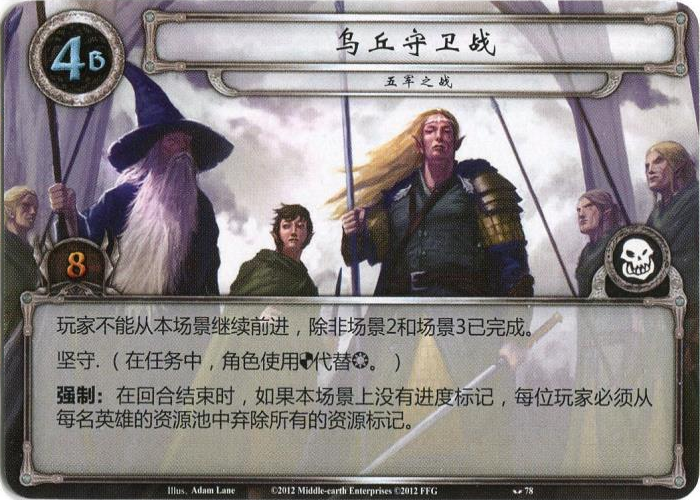 4B
乌丘守卫战
五军之战
8
玩家不能从本场景继续前进，除非场景2和场景3已完成。
坚守.（在任务中，角色使用代替。）
强制：在回合结束时，如果本场景上没有进度标记，每位玩家必须从
每名英雄的资源池中弃除所有的资源标记。
Illus. Adam Lane ©2012 Middle-earth Enterprises ©2012 FFG 78